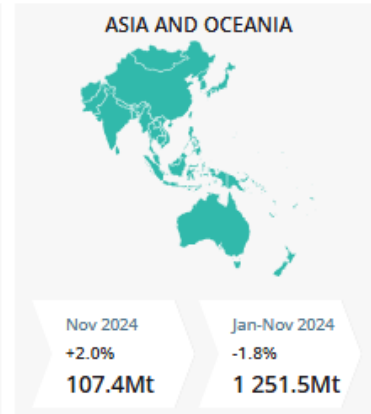 ASIA AND OCEANIA
Nov 2024
+2.0%
107.4Mt
Jan-Nov 2024
-1.8%
1 251.5Mt